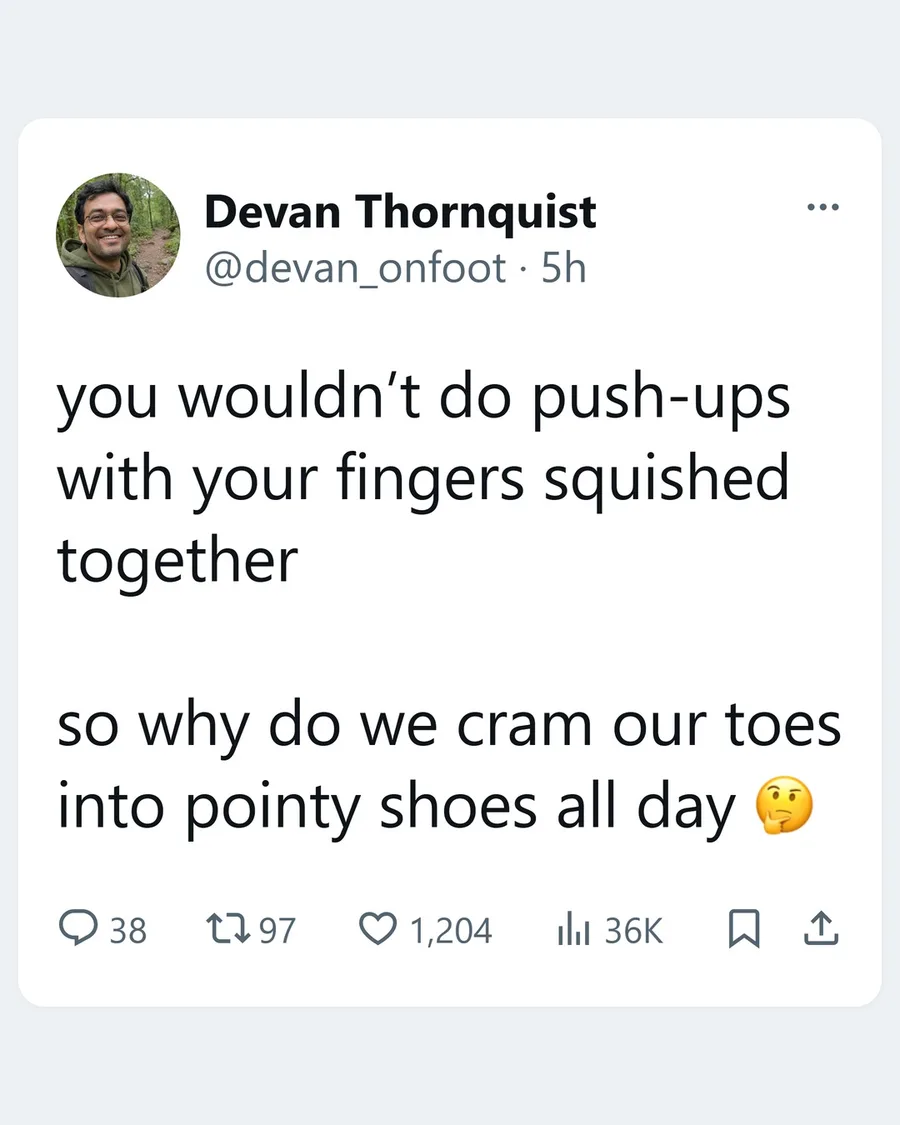 Devan Thornquist
@devan_onfoot · 5h
you wouldn’t do push-ups
with your fingers squished
together
so why do we cram our toes
into pointy shoes all day 🤔
38 97 1,204 36K